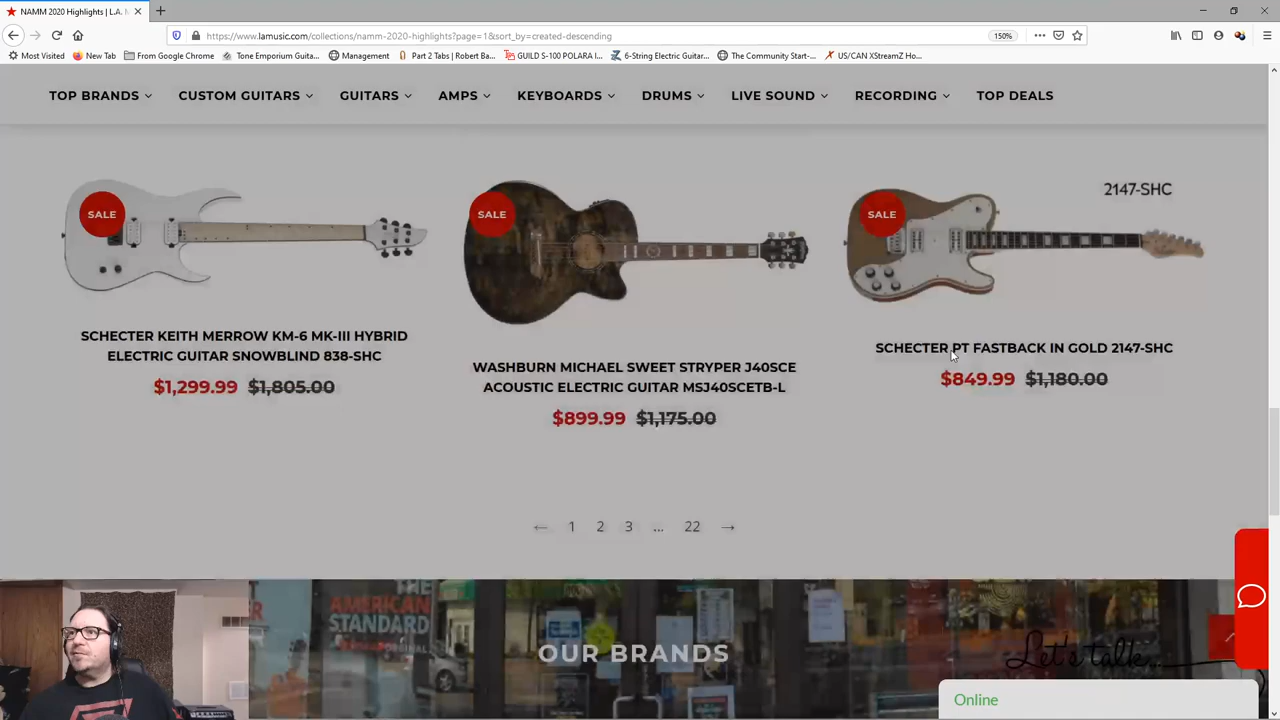 NAMM 2020 Highlights | L.A. M
https://www.lamusic.com/collections/namm-2020-highlights?page=1&sort_by=created-descending
150%
Most Visited New Tab From Google Chrome Tone Emporium Guita... Management Part 2 Tabs | Robert Ba... GUILD S-100 POLARA I... 6-String Electric Guitar... The Community Start-... US/CAN XStreamZ Ho...
TOP BRANDS CUSTOM GUITARS GUITARS AMPS KEYBOARDS DRUMS LIVE SOUND RECORDING TOP DEALS
2147-SHC
SALE SALE SALE
SCHECTER KEITH MERROW KM-6 MK-III HYBRID
ELECTRIC GUITAR SNOWBLIND 838-SHC
$1,299.99 $1,805.00
WASHBURN MICHAEL SWEET STRYPER J40SCE
ACOUSTIC ELECTRIC GUITAR MSJ40SCETB-L
$899.99 $1,175.00
SCHECTER PT FASTBACK IN GOLD 2147-SHC
$849.99 $1,180.00
← 1 2 3 ... 22 →
THE
AMERICAN
STANDARD
OUR BRANDS
Let's talk...
Online